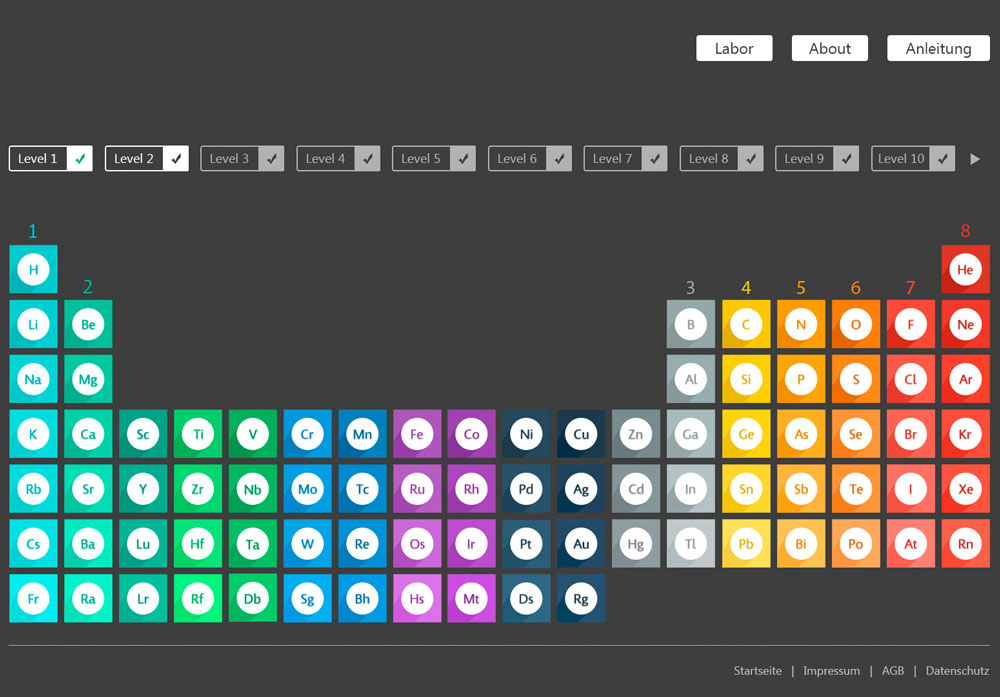 Labor About Anleitung
Level 1 Level 2 Level 3 Level 4 Level 5 Level 6 Level 7 Level 8 Level 9 Level 10
1 8
H He
2 3 4 5 6 7
Li Be B C N O F Ne
Na Mg Al Si P S Cl Ar
K Ca Sc Ti V Cr Mn Fe Co Ni Cu Zn Ga Ge As Se Br Kr
Rb Sr Y Zr Nb Mo Tc Ru Rh Pd Ag Cd In Sn Sb Te I Xe
Cs Ba Lu Hf Ta W Re Os Ir Pt Au Hg Tl Pb Bi Po At Rn
Fr Ra Lr Rf Db Sg Bh Hs Mt Ds Rg
Startseite | Impressum | AGB | Datenschutz